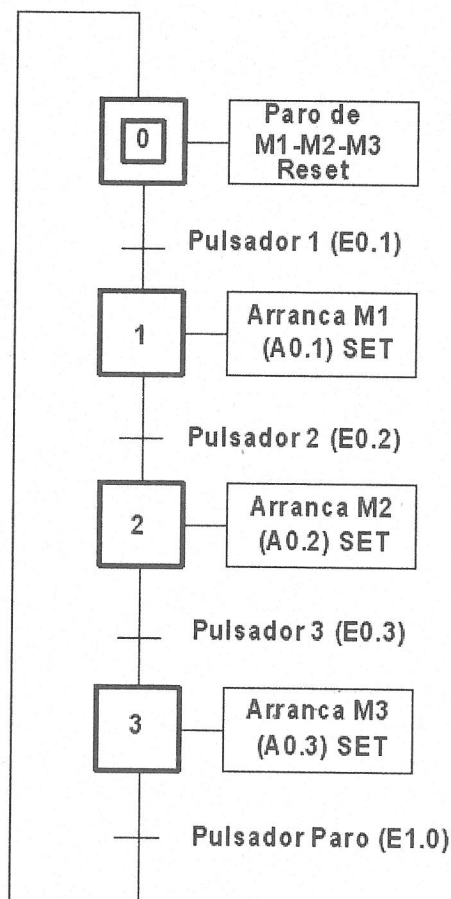 0
Paro de
M1-M2-M3
Reset
Pulsador 1 (E0.1)
1
Arranca M1
(A0.1) SET
Pulsador 2 (E0.2)
2
Arranca M2
(A0.2) SET
Pulsador 3 (E0.3)
3
Arranca M3
(A0.3) SET
Pulsador Paro (E1.0)